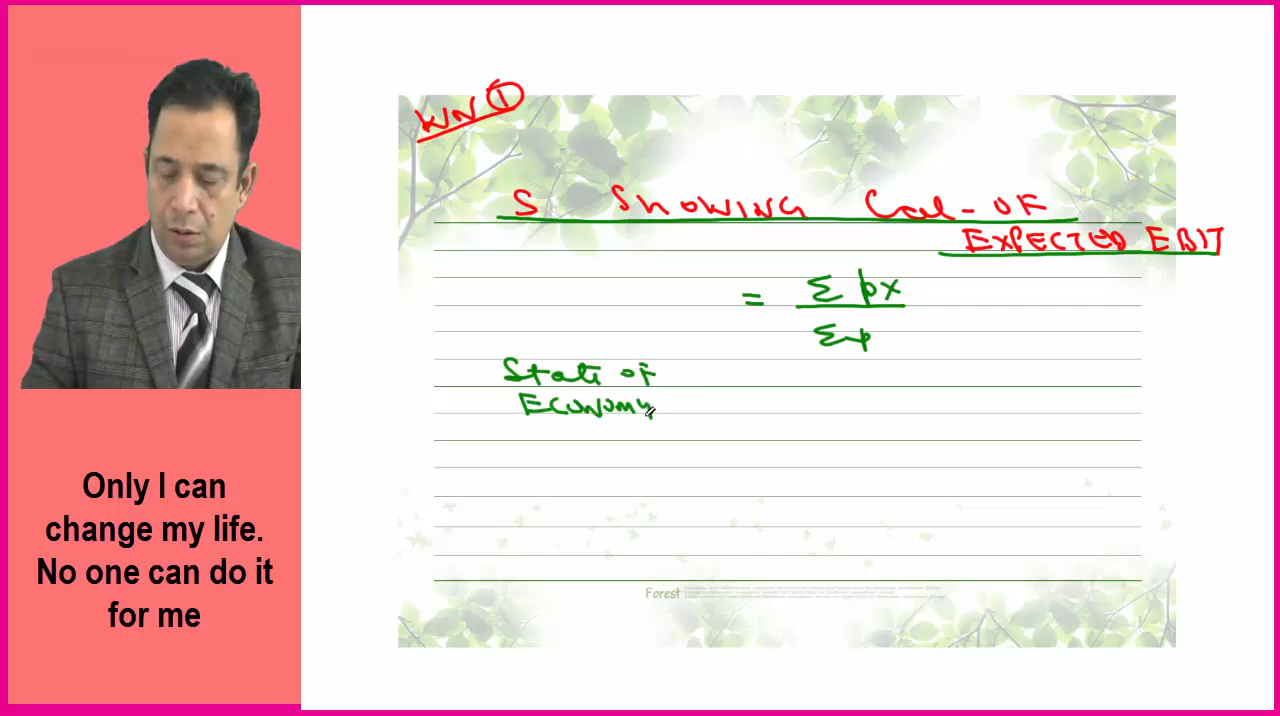 WN ①
S Showing Cal- OF
EXPECTED EBIT
= Σ px
Σp
State of
Economy
Forest
Only I can
change my life.
No one can do it
for me